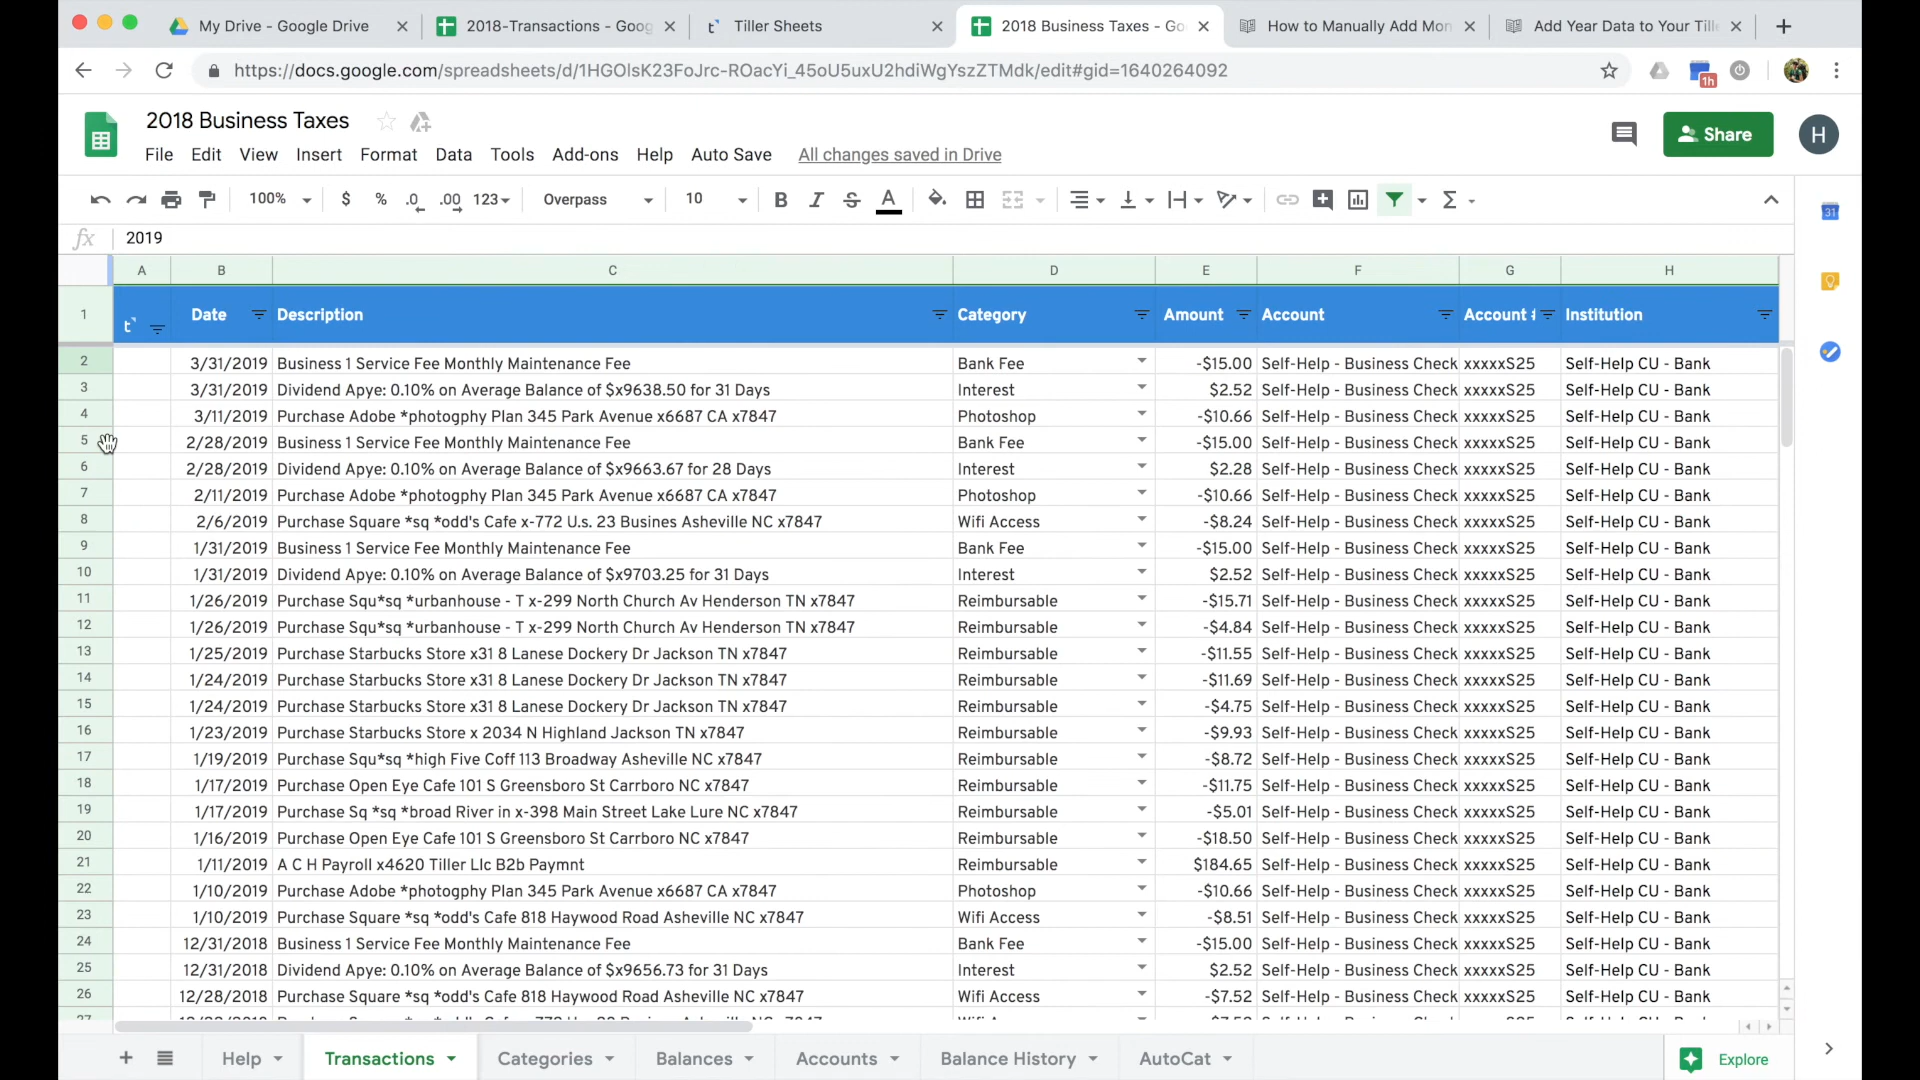 My Drive - Google Drive
2018-Transactions - Goog
Tiller Sheets
2018 Business Taxes - Go
How to Manually Add Mon
Add Year Data to Your Till
https://docs.google.com/spreadsheets/d/1HGOlsK23FoJrc-ROacYi_45oU5uxU2hdiWgYszZTMdk/edit#gid=1640264092
1h
2018 Business Taxes
File Edit View Insert Format Data Tools Add-ons Help Auto Save All changes saved in Drive
Share
H
100% $ % .0 .00 123 Overpass 10 B I S A Σ
31
fx 2019
A B C D E F G H
1 t Date Description Category Amount Account Account Institution
2 3/31/2019 Business 1 Service Fee Monthly Maintenance Fee Bank Fee -$15.00 Self-Help - Business Check xxxxxS25 Self-Help CU - Bank
3 3/31/2019 Dividend Apye: 0.10% on Average Balance of $x9638.50 for 31 Days Interest $2.52 Self-Help - Business Check xxxxxS25 Self-Help CU - Bank
4 3/11/2019 Purchase Adobe *photogphy Plan 345 Park Avenue x6687 CA x7847 Photoshop -$10.66 Self-Help - Business Check xxxxxS25 Self-Help CU - Bank
5 2/28/2019 Business 1 Service Fee Monthly Maintenance Fee Bank Fee -$15.00 Self-Help - Business Check xxxxxS25 Self-Help CU - Bank
6 2/28/2019 Dividend Apye: 0.10% on Average Balance of $x9663.67 for 28 Days Interest $2.28 Self-Help - Business Check xxxxxS25 Self-Help CU - Bank
7 2/11/2019 Purchase Adobe *photogphy Plan 345 Park Avenue x6687 CA x7847 Photoshop -$10.66 Self-Help - Business Check xxxxxS25 Self-Help CU - Bank
8 2/6/2019 Purchase Square *sq *odd's Cafe x-772 U.s. 23 Busines Asheville NC x7847 Wifi Access -$8.24 Self-Help - Business Check xxxxxS25 Self-Help CU - Bank
9 1/31/2019 Business 1 Service Fee Monthly Maintenance Fee Bank Fee -$15.00 Self-Help - Business Check xxxxxS25 Self-Help CU - Bank
10 1/31/2019 Dividend Apye: 0.10% on Average Balance of $x9703.25 for 31 Days Interest $2.52 Self-Help - Business Check xxxxxS25 Self-Help CU - Bank
11 1/26/2019 Purchase Squ*sq *urbanhouse - T x-299 North Church Av Henderson TN x7847 Reimbursable -$15.71 Self-Help - Business Check xxxxxS25 Self-Help CU - Bank
12 1/26/2019 Purchase Squ*sq *urbanhouse - T x-299 North Church Av Henderson TN x7847 Reimbursable -$4.84 Self-Help - Business Check xxxxxS25 Self-Help CU - Bank
13 1/25/2019 Purchase Starbucks Store x31 8 Lanese Dockery Dr Jackson TN x7847 Reimbursable -$11.55 Self-Help - Business Check xxxxxS25 Self-Help CU - Bank
14 1/24/2019 Purchase Starbucks Store x31 8 Lanese Dockery Dr Jackson TN x7847 Reimbursable -$11.69 Self-Help - Business Check xxxxxS25 Self-Help CU - Bank
15 1/24/2019 Purchase Starbucks Store x31 8 Lanese Dockery Dr Jackson TN x7847 Reimbursable -$4.75 Self-Help - Business Check xxxxxS25 Self-Help CU - Bank
16 1/23/2019 Purchase Starbucks Store x 2034 N Highland Jackson TN x7847 Reimbursable -$9.93 Self-Help - Business Check xxxxxS25 Self-Help CU - Bank
17 1/19/2019 Purchase Squ*sq *high Five Coff 113 Broadway Asheville NC x7847 Reimbursable -$8.72 Self-Help - Business Check xxxxxS25 Self-Help CU - Bank
18 1/17/2019 Purchase Open Eye Cafe 101 S Greensboro St Carrboro NC x7847 Reimbursable -$11.75 Self-Help - Business Check xxxxxS25 Self-Help CU - Bank
19 1/17/2019 Purchase Sq *sq *broad River in x-398 Main Street Lake Lure NC x7847 Reimbursable -$5.01 Self-Help - Business Check xxxxxS25 Self-Help CU - Bank
20 1/16/2019 Purchase Open Eye Cafe 101 S Greensboro St Carrboro NC x7847 Reimbursable -$18.50 Self-Help - Business Check xxxxxS25 Self-Help CU - Bank
21 1/11/2019 A C H Payroll x4620 Tiller Llc B2b Paymnt Reimbursable $184.65 Self-Help - Business Check xxxxxS25 Self-Help CU - Bank
22 1/10/2019 Purchase Adobe *photogphy Plan 345 Park Avenue x6687 CA x7847 Photoshop -$10.66 Self-Help - Business Check xxxxxS25 Self-Help CU - Bank
23 1/10/2019 Purchase Square *sq *odd's Cafe 818 Haywood Road Asheville NC x7847 Wifi Access -$8.51 Self-Help - Business Check xxxxxS25 Self-Help CU - Bank
24 12/31/2018 Business 1 Service Fee Monthly Maintenance Fee Bank Fee -$15.00 Self-Help - Business Check xxxxxS25 Self-Help CU - Bank
25 12/31/2018 Dividend Apye: 0.10% on Average Balance of $x9656.73 for 31 Days Interest $2.52 Self-Help - Business Check xxxxxS25 Self-Help CU - Bank
26 12/28/2018 Purchase Square *sq *odd's Cafe 818 Haywood Road Asheville NC x7847 Wifi Access -$7.52 Self-Help - Business Check xxxxxS25 Self-Help CU - Bank
+ Help Transactions Categories Balances Accounts Balance History AutoCat Explore